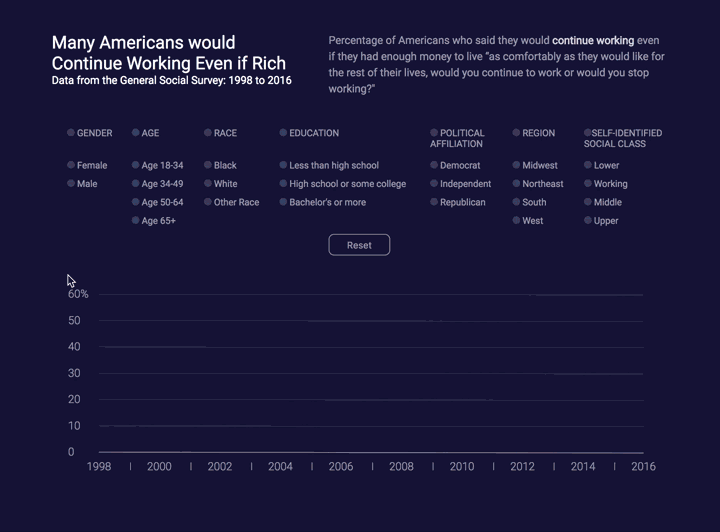 Many Americans would
Continue Working Even if Rich
Data from the General Social Survey: 1998 to 2016
Percentage of Americans who said they would continue working even
if they had enough money to live "as comfortably as they would like for
the rest of their lives, would you continue to work or would you stop
working?"
GENDER
Female
Male
AGE
Age 18-34
Age 34-49
Age 50-64
Age 65+
RACE
Black
White
Other Race
EDUCATION
Less than high school
High school or some college
Bachelor's or more
POLITICAL
AFFILIATION
Democrat
Independent
Republican
REGION
Midwest
Northeast
South
West
SELF-IDENTIFIED
SOCIAL CLASS
Lower
Working
Middle
Upper
Reset
60%
50
40
30
20
10
0
1998 | 2000 | 2002 | 2004 | 2006 | 2008 | 2010 | 2012 | 2014 | 2016